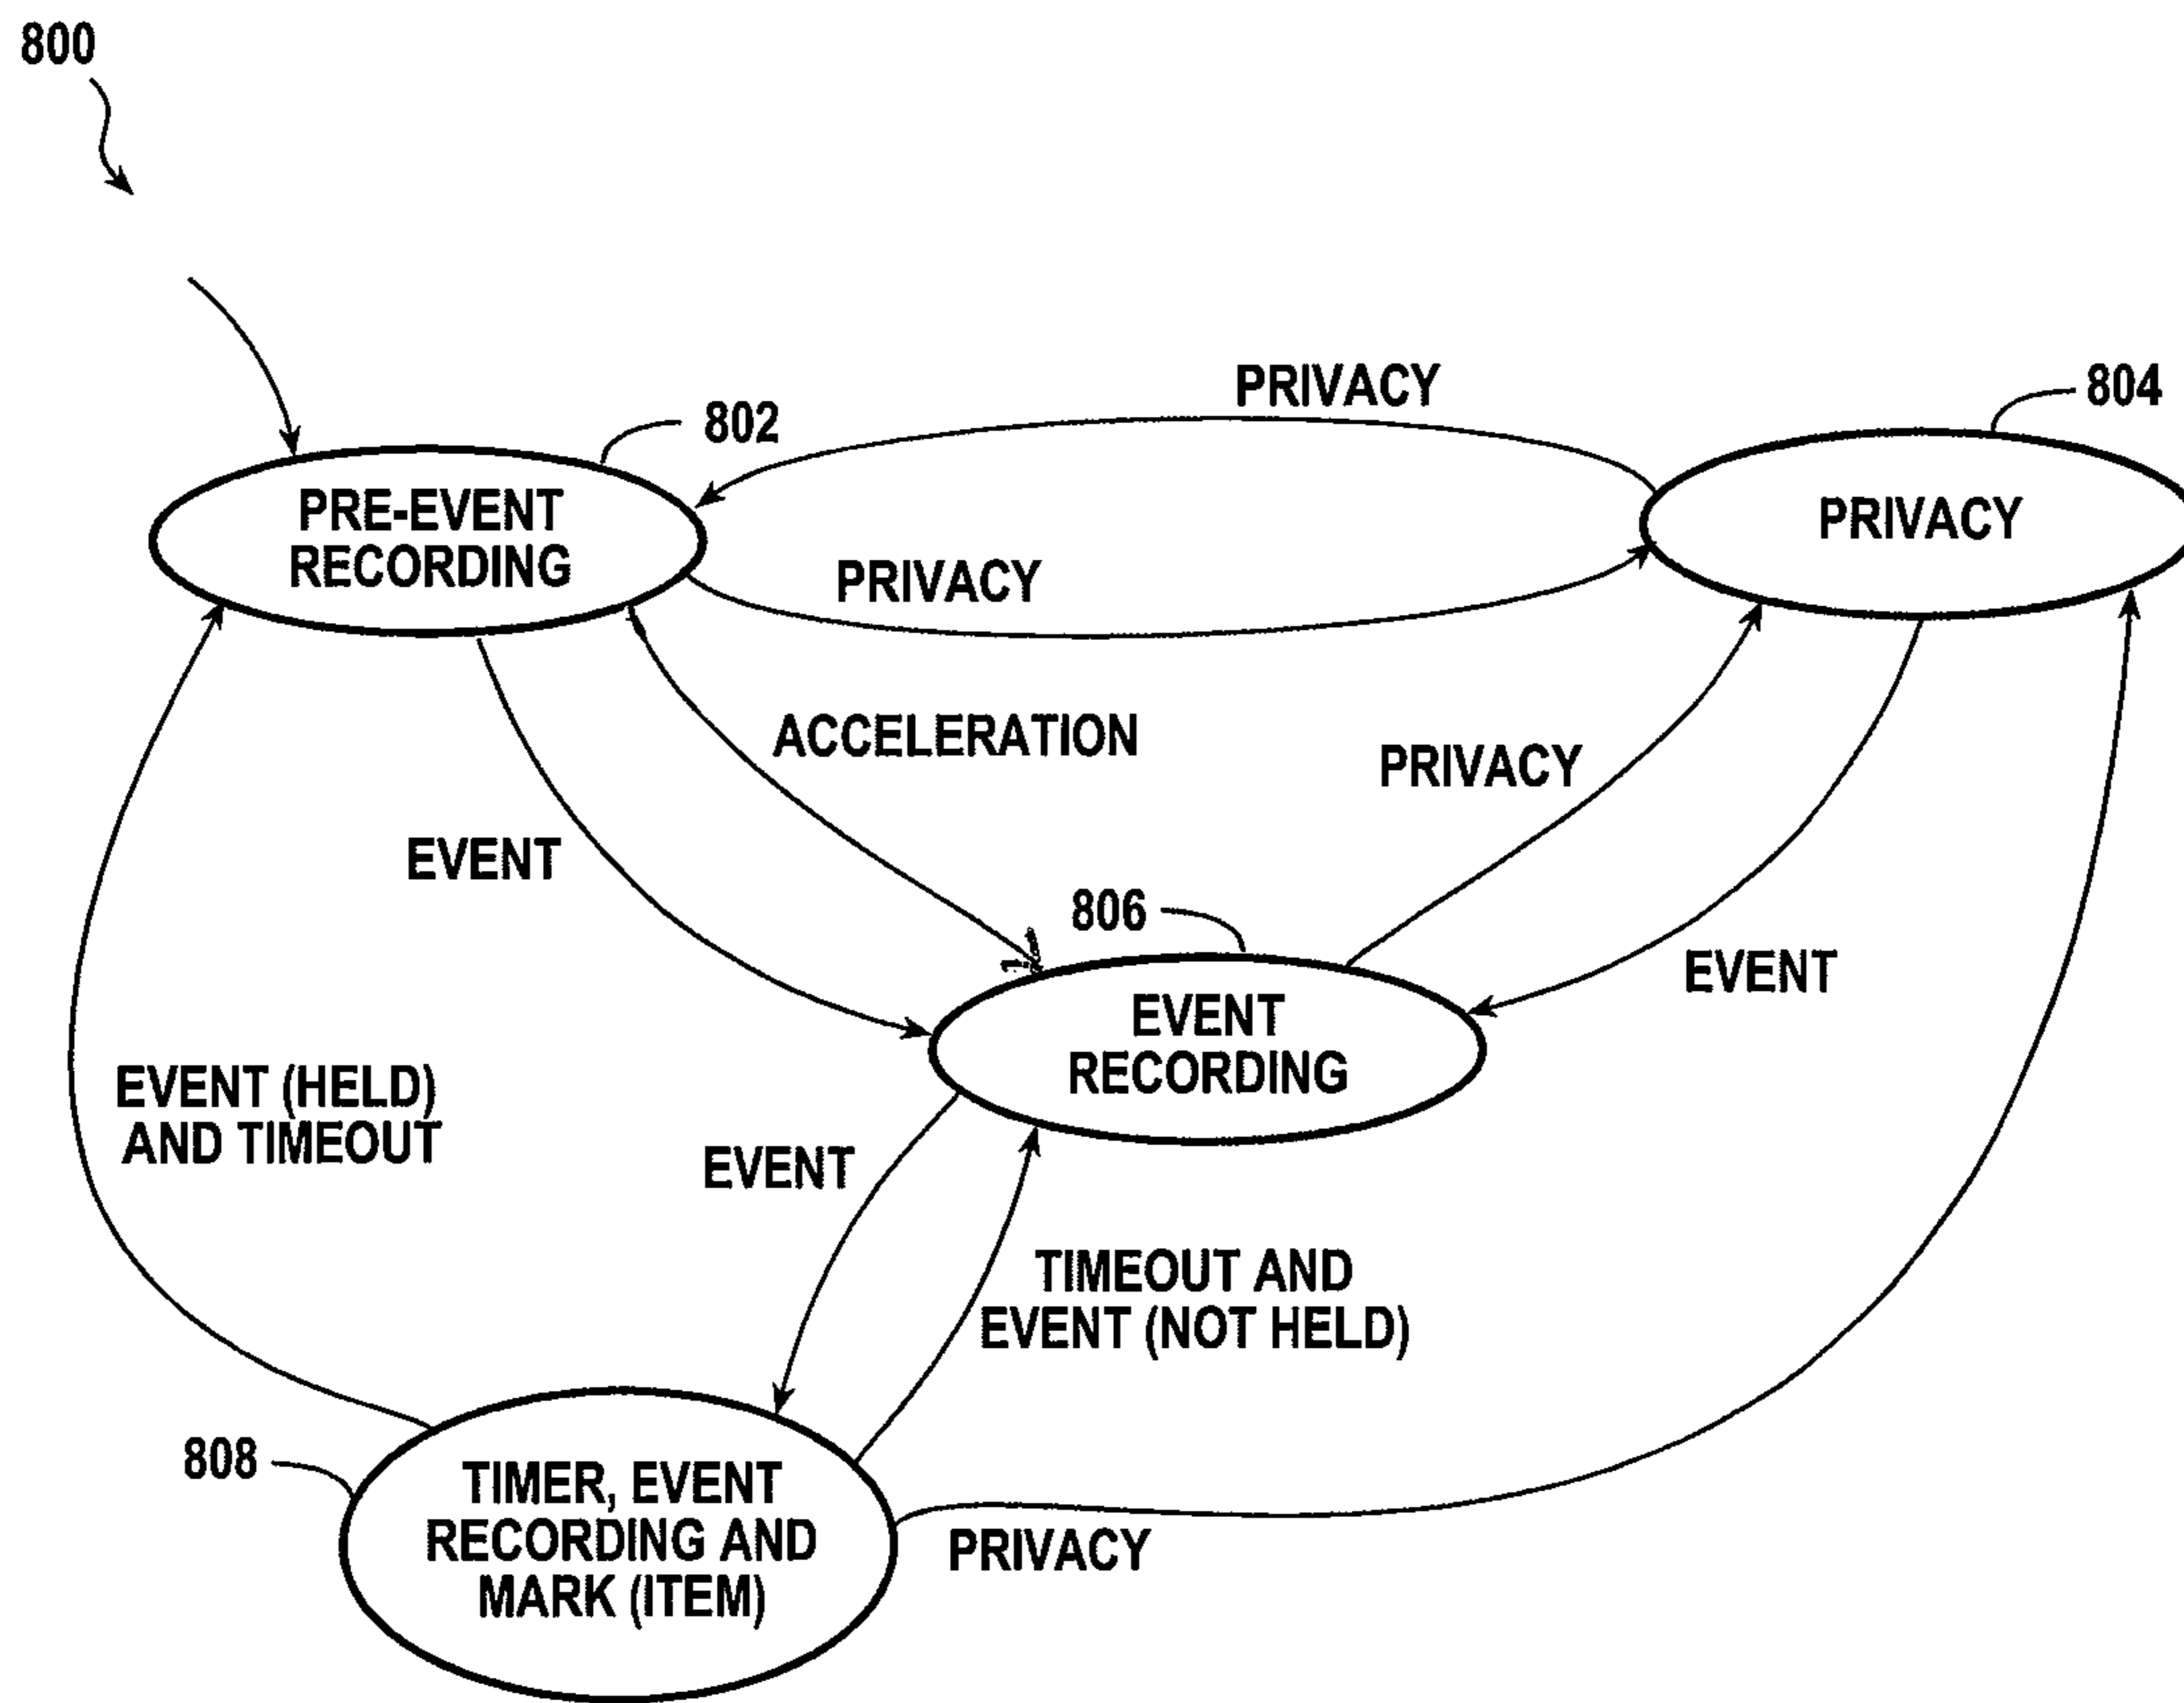 800
PRIVACY
804
802
PRE-EVENT
RECORDING
PRIVACY
PRIVACY
ACCELERATION
PRIVACY
EVENT
806
EVENT
EVENT
RECORDING
EVENT (HELD)
AND TIMEOUT
EVENT
TIMEOUT AND
EVENT (NOT HELD)
808
TIMER, EVENT
RECORDING AND
MARK (ITEM)
PRIVACY